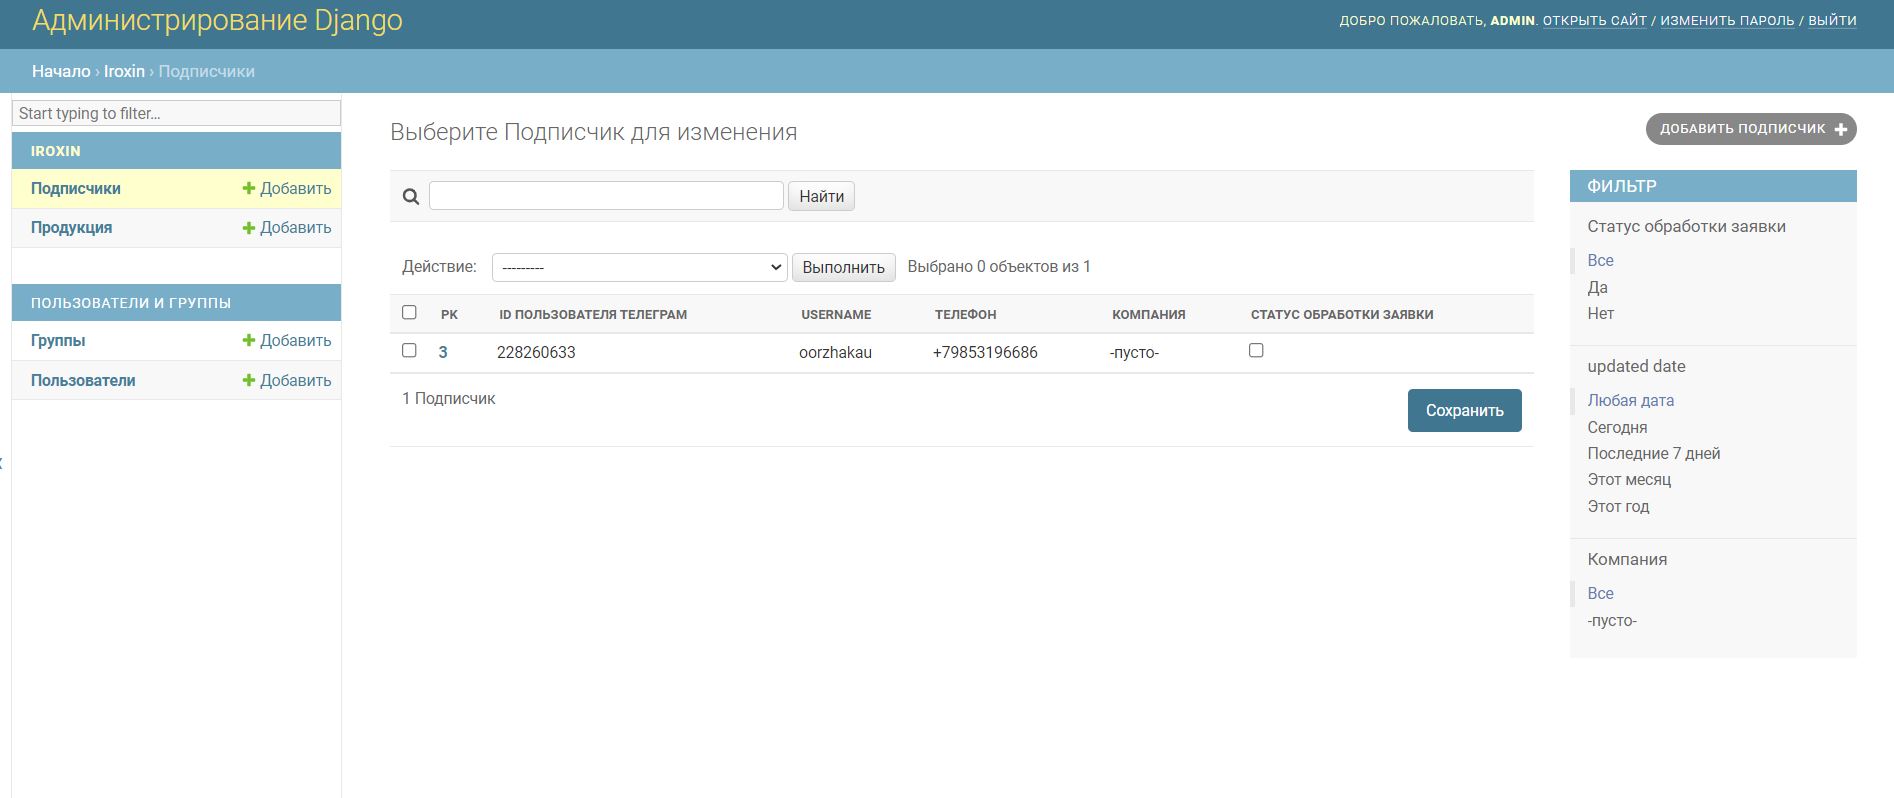 Администрирование Django
ДОБРО ПОЖАЛОВАТЬ, ADMIN. ОТКРЫТЬ САЙТ / ИЗМЕНИТЬ ПАРОЛЬ / ВЫЙТИ
Начало › Iroxin › Подписчики
Start typing to filter...
IROXIN
Подписчики Добавить
Продукция Добавить
ПОЛЬЗОВАТЕЛИ И ГРУППЫ
Группы Добавить
Пользователи Добавить
Выберите Подписчик для изменения
ДОБАВИТЬ ПОДПИСЧИК
Найти
Действие: --------- Выполнить Выбрано 0 объектов из 1
PK ID ПОЛЬЗОВАТЕЛЯ ТЕЛЕГРАМ USERNAME ТЕЛЕФОН КОМПАНИЯ СТАТУС ОБРАБОТКИ ЗАЯВКИ
3 228260633 oorzhakau +79853196686 -пусто-
1 Подписчик
Сохранить
ФИЛЬТР
Статус обработки заявки
Все
Да
Нет
updated date
Любая дата
Сегодня
Последние 7 дней
Этот месяц
Этот год
Компания
Все
-пусто-